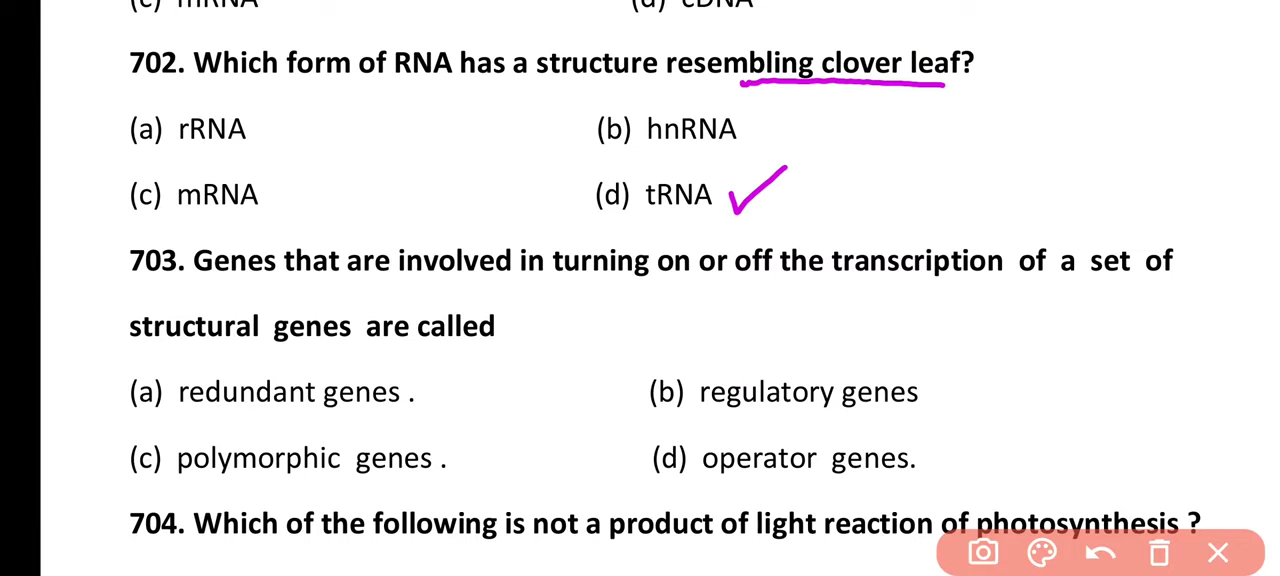 (c) mRNA (d) cDNA
702. Which form of RNA has a structure resembling clover leaf?
(a) rRNA (b) hnRNA
(c) mRNA (d) tRNA
703. Genes that are involved in turning on or off the transcription of a set of
structural genes are called
(a) redundant genes . (b) regulatory genes
(c) polymorphic genes . (d) operator genes.
704. Which of the following is not a product of light reaction of photosynthesis ?